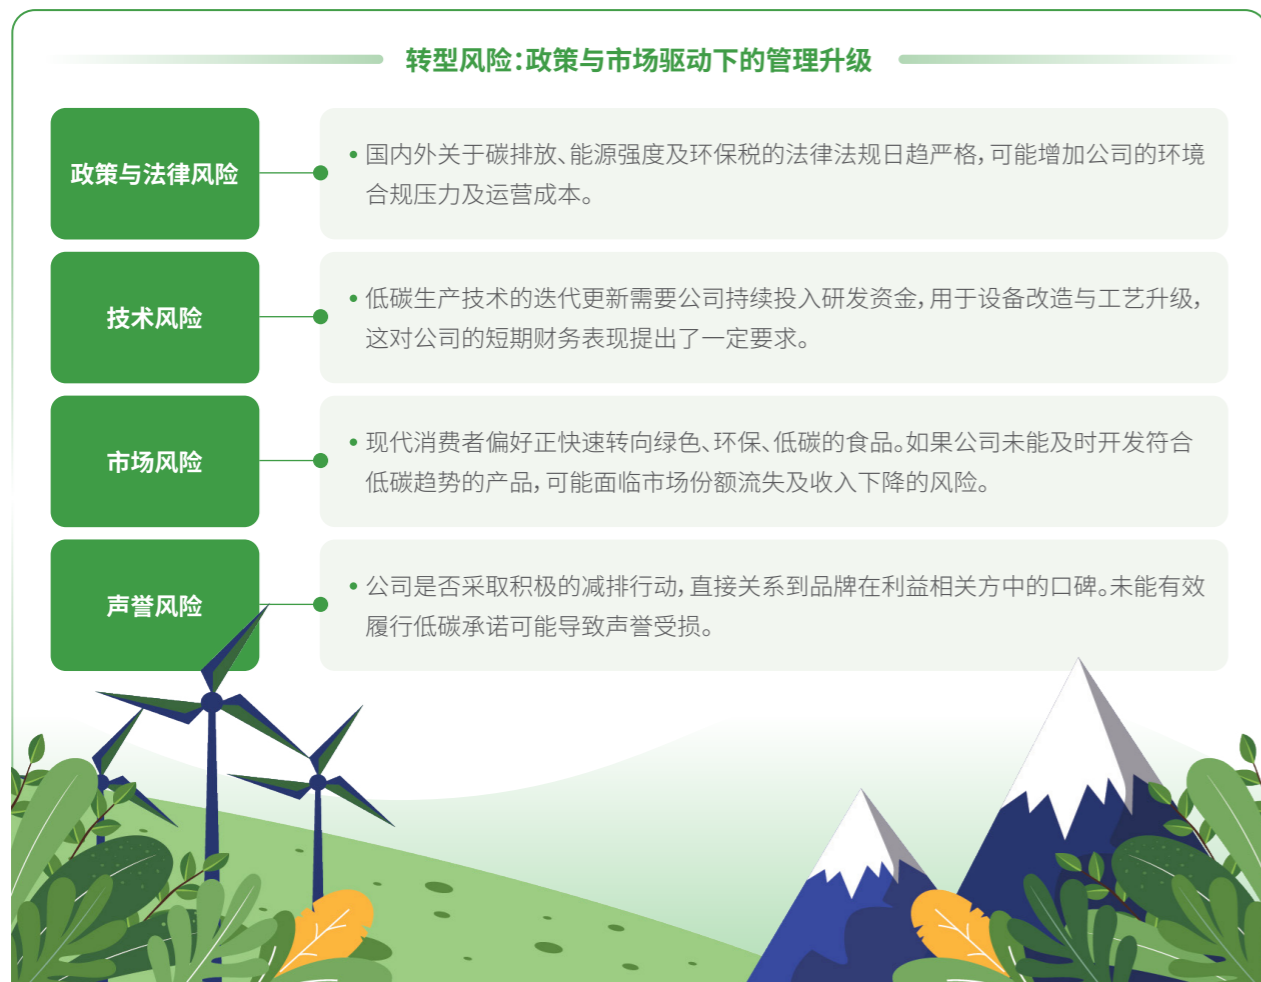 转型风险：政策与市场驱动下的管理升级
政策与法律风险
• 国内外关于碳排放、能源强度及环保税的法律法规日趋严格，可能增加公司的环境
合规压力及运营成本。
技术风险
• 低碳生产技术的迭代更新需要公司持续投入研发资金，用于设备改造与工艺升级，
这对公司的短期财务表现提出了一定要求。
市场风险
• 现代消费者偏好正快速转向绿色、环保、低碳的食品。如果公司未能及时开发符合
低碳趋势的产品，可能面临市场份额流失及收入下降的风险。
声誉风险
• 公司是否采取积极的减排行动，直接关系到品牌在利益相关方中的口碑。未能有效
履行低碳承诺可能导致声誉受损。